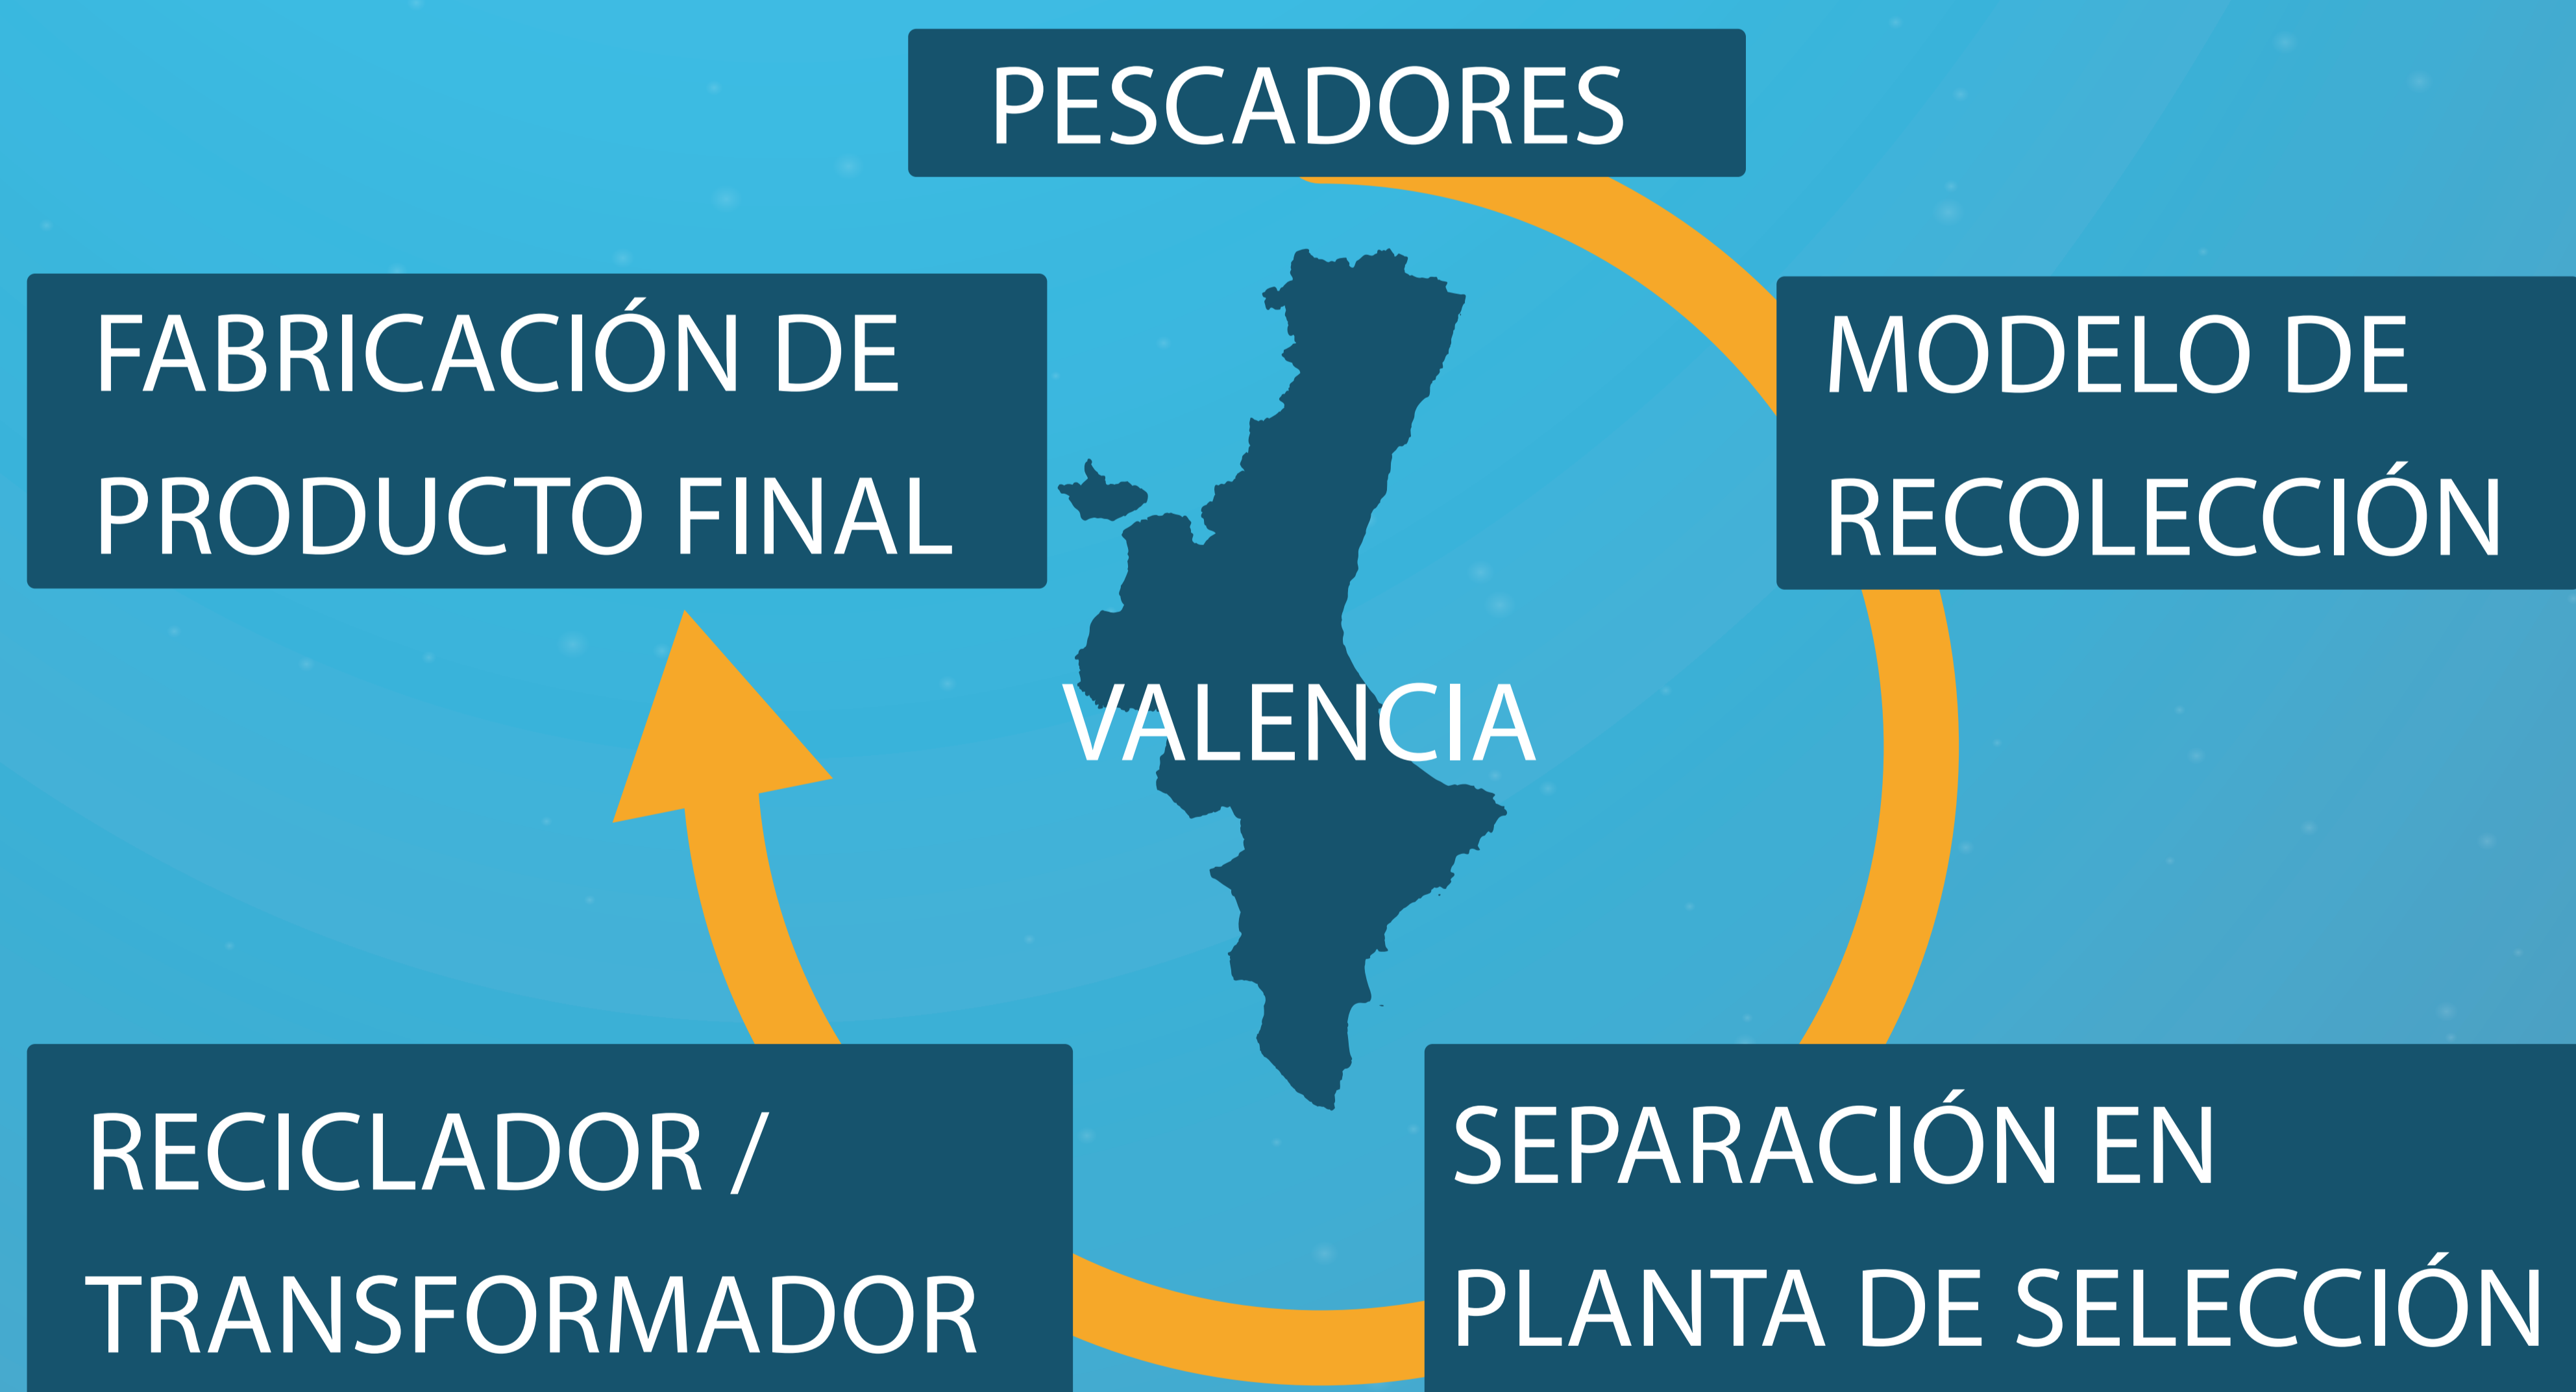 PESCADORES
FABRICACIÓN DE
PRODUCTO FINAL
MODELO DE
RECOLECCIÓN
VALENCIA
RECICLADOR /
TRANSFORMADOR
SEPARACIÓN EN
PLANTA DE SELECCIÓN